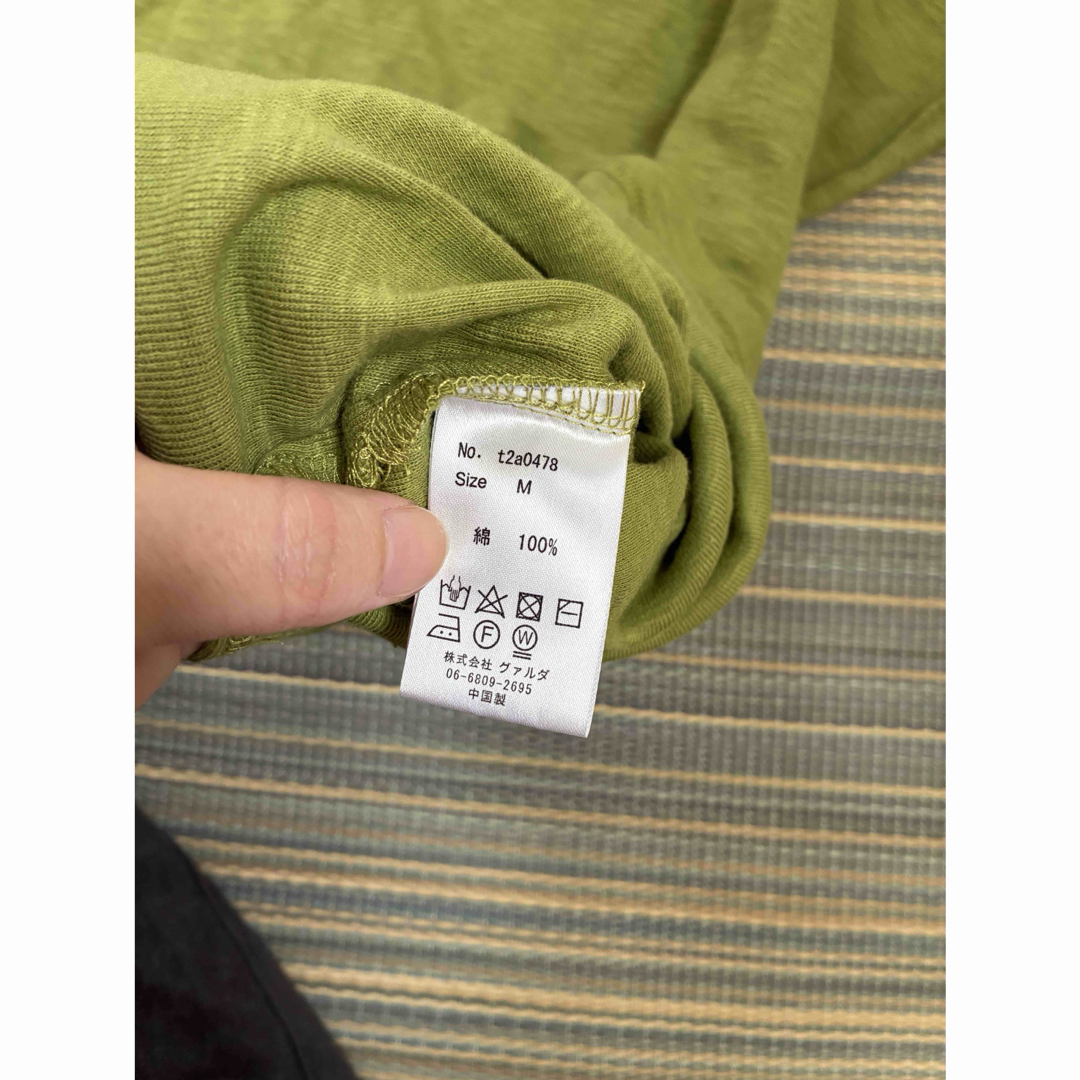 No. t2a0478
Size M
綿 100%
F W
株式会社 ヴァルダ
06-6809-2695
中国製